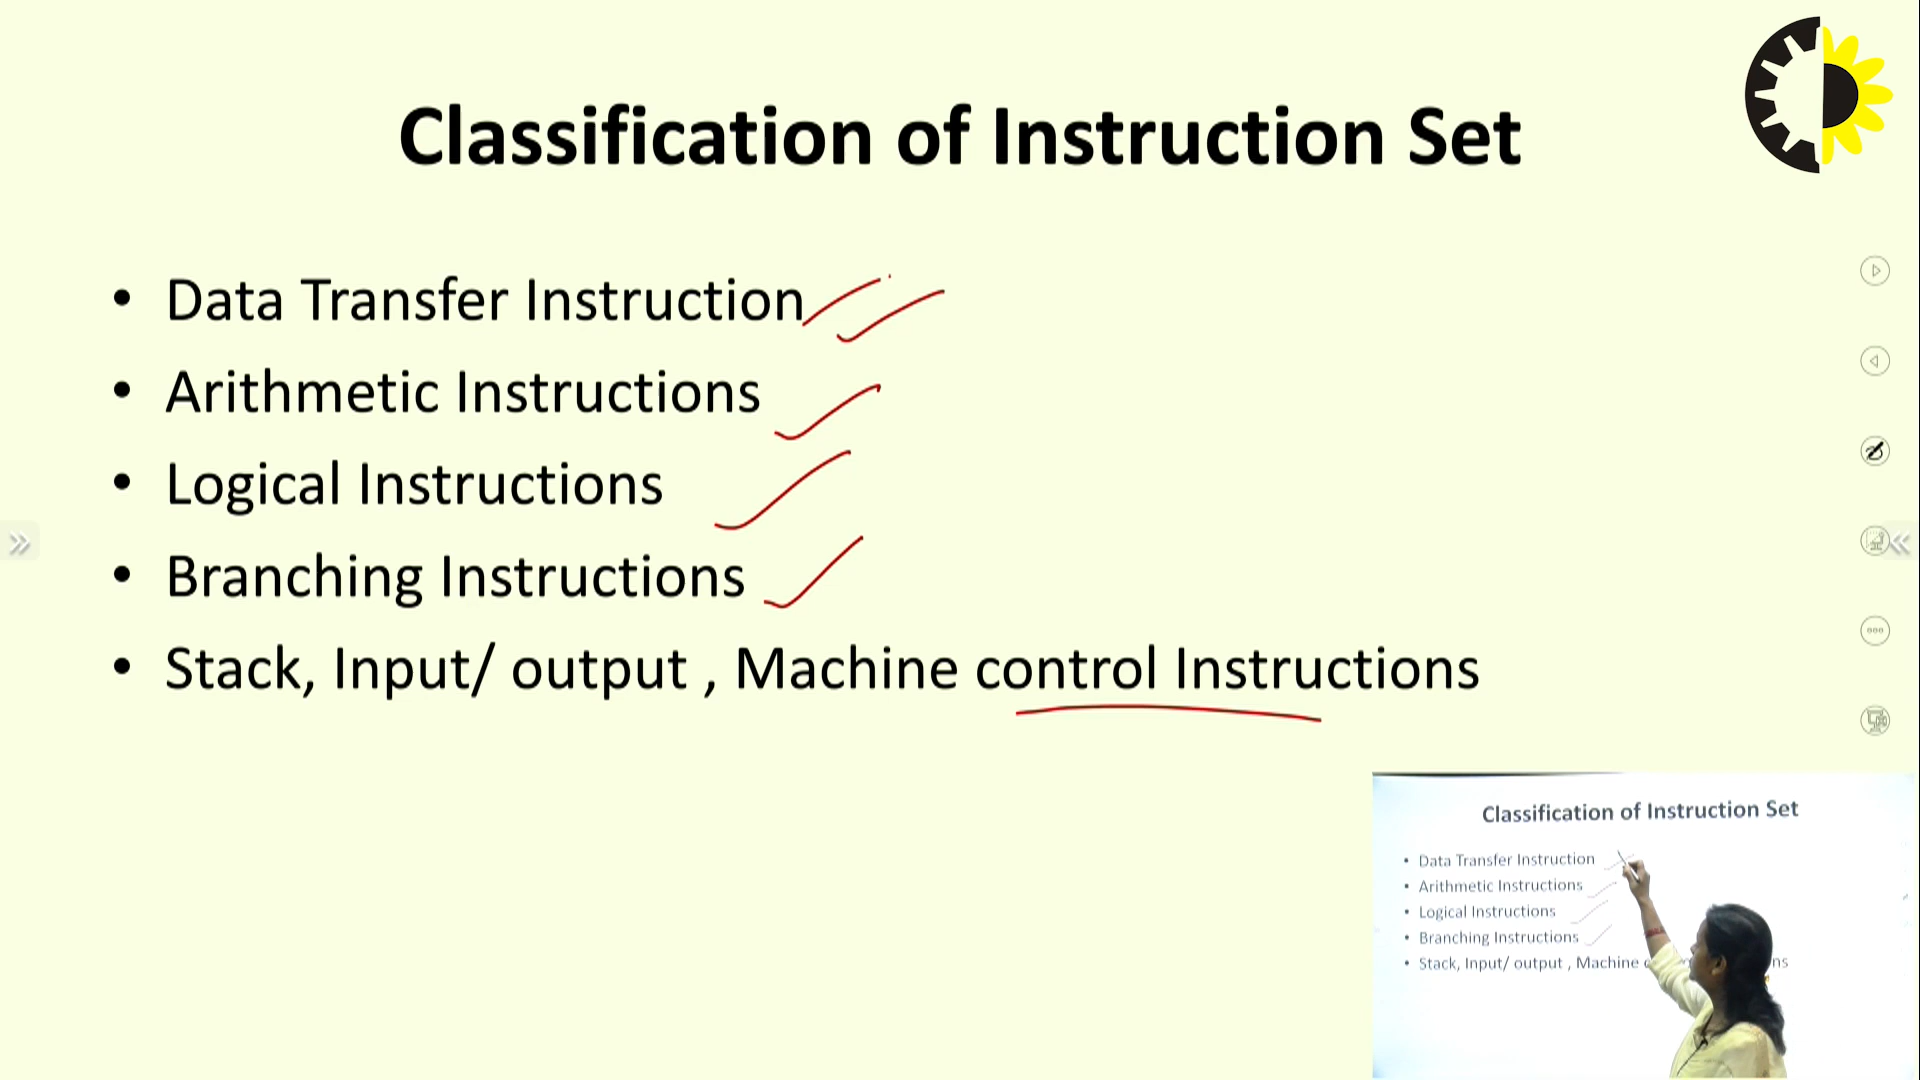 Classification of Instruction Set
• Data Transfer Instruction
• Arithmetic Instructions
• Logical Instructions
• Branching Instructions
• Stack, Input/ output , Machine control Instructions
Classification of Instruction Set
• Data Transfer Instruction
• Arithmetic Instructions
• Logical Instructions
• Branching Instructions
• Stack, Input/ output , Machine